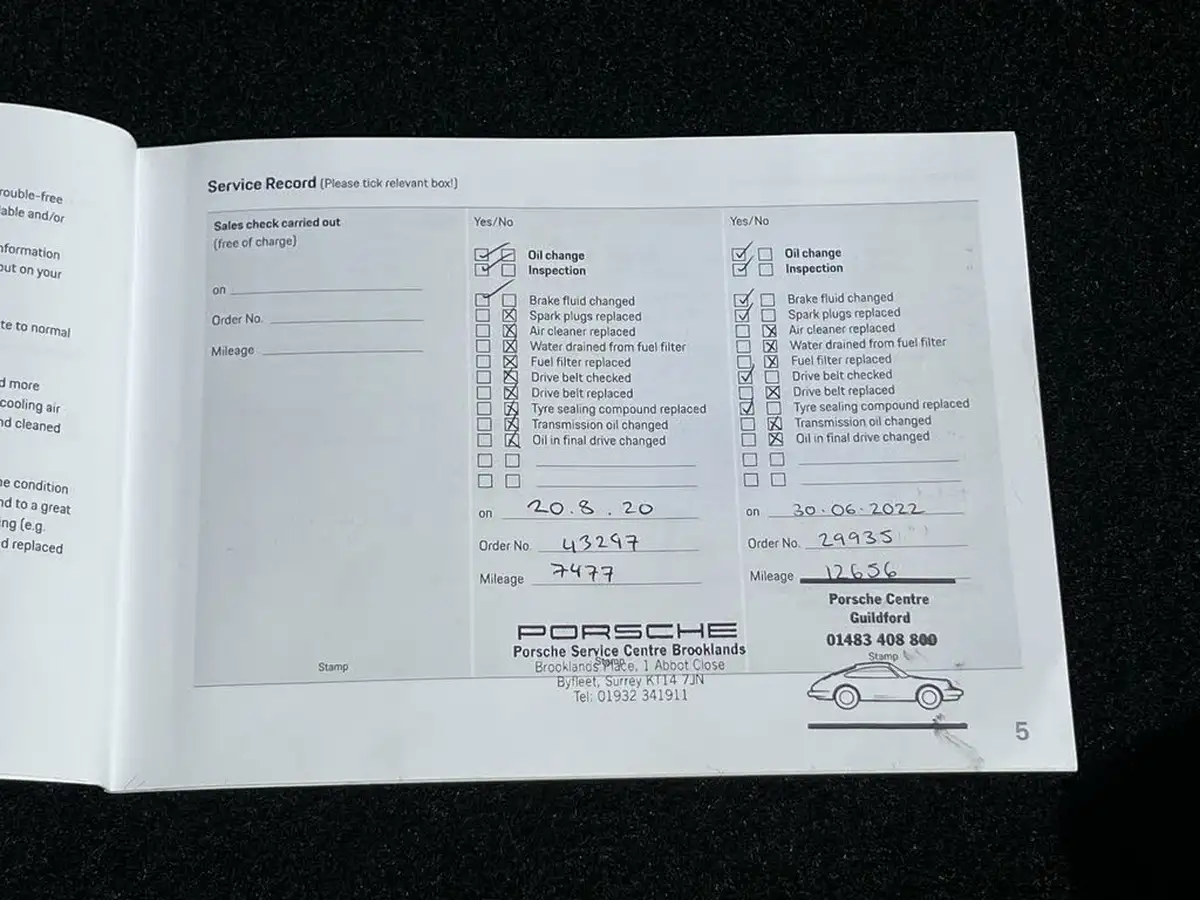 rouble-free
able and/or
nformation
out on your
te to normal
d more
cooling air
nd cleaned
e condition
nd to a great
ng (e.g.
d replaced
Service Record (Please tick relevant box!)
Sales check carried out
(free of charge)
on
Order No.
Mileage
Stamp
Yes/No
Oil change
Inspection
Brake fluid changed
Spark plugs replaced
Air cleaner replaced
Water drained from fuel filter
Fuel filter replaced
Drive belt checked
Drive belt replaced
Tyre sealing compound replaced
Transmission oil changed
Oil in final drive changed
on 20.8.20
Order No. 43297
Mileage 7477
PORSCHE
Porsche Service Centre Brooklands
Stamp
Brooklands Place, 1 Abbot Close
Byfleet, Surrey KT14 7JN
Tel: 01932 341911
Yes/No
Oil change
Inspection
Brake fluid changed
Spark plugs replaced
Air cleaner replaced
Water drained from fuel filter
Fuel filter replaced
Drive belt checked
Drive belt replaced
Tyre sealing compound replaced
Transmission oil changed
Oil in final drive changed
on 30.06.2022
Order No. 29935
Mileage 12656
Porsche Centre
Guildford
01483 408 800
Stamp
5